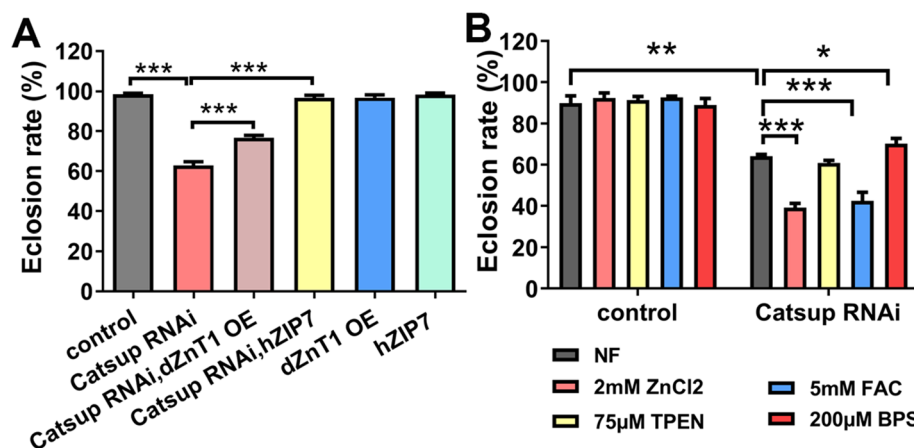 A
Eclosion rate (%)
120
100
80
60
40
20
0
***
***
***
control
Catsup RNAi
Catsup RNAi,dZnT1 OE
Catsup RNAi,hZIP7
dZnT1 OE
hZIP7
B
Eclosion rate (%)
120
100
80
60
40
20
0
**
*
***
***
control
Catsup RNAi
NF
2mM ZnCl2
75μM TPEN
5mM FAC
200μM BPS